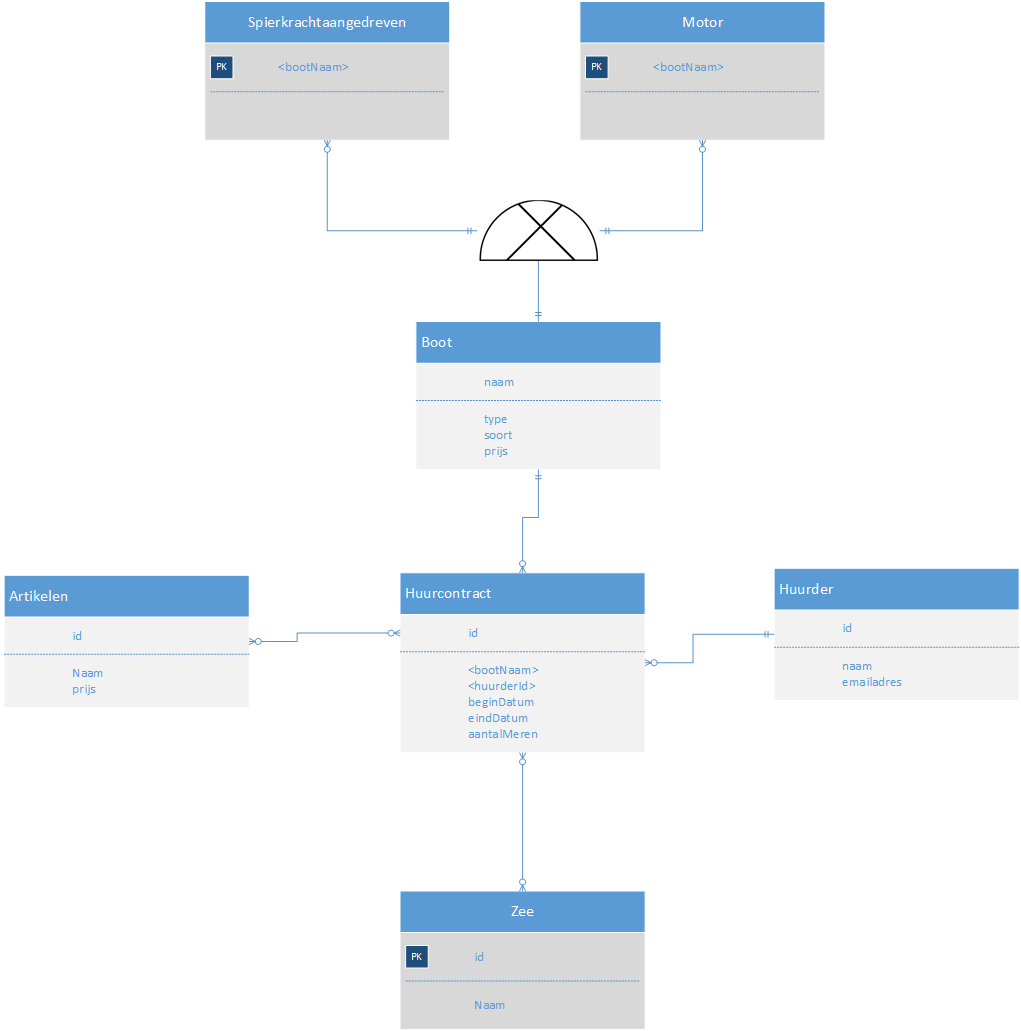 Spierkrachtaangedreven
PK <bootNaam>
Motor
PK <bootNaam>
Boot
naam
type
soort
prijs
Artikelen
id
Naam
prijs
Huurcontract
id
<bootNaam>
<huurderId>
beginDatum
eindDatum
aantalMeren
Huurder
id
naam
emailadres
Zee
PK id
Naam